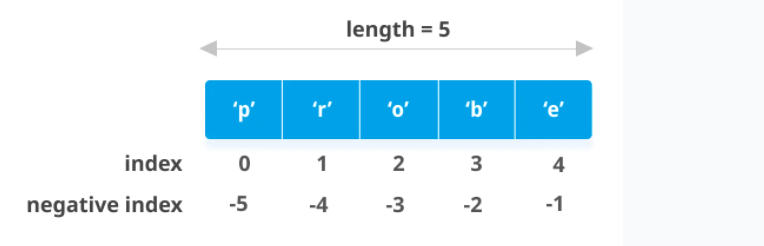 length = 5
‘p’ ‘r’ ‘o’ ‘b’ ‘e’
index 0 1 2 3 4
negative index -5 -4 -3 -2 -1